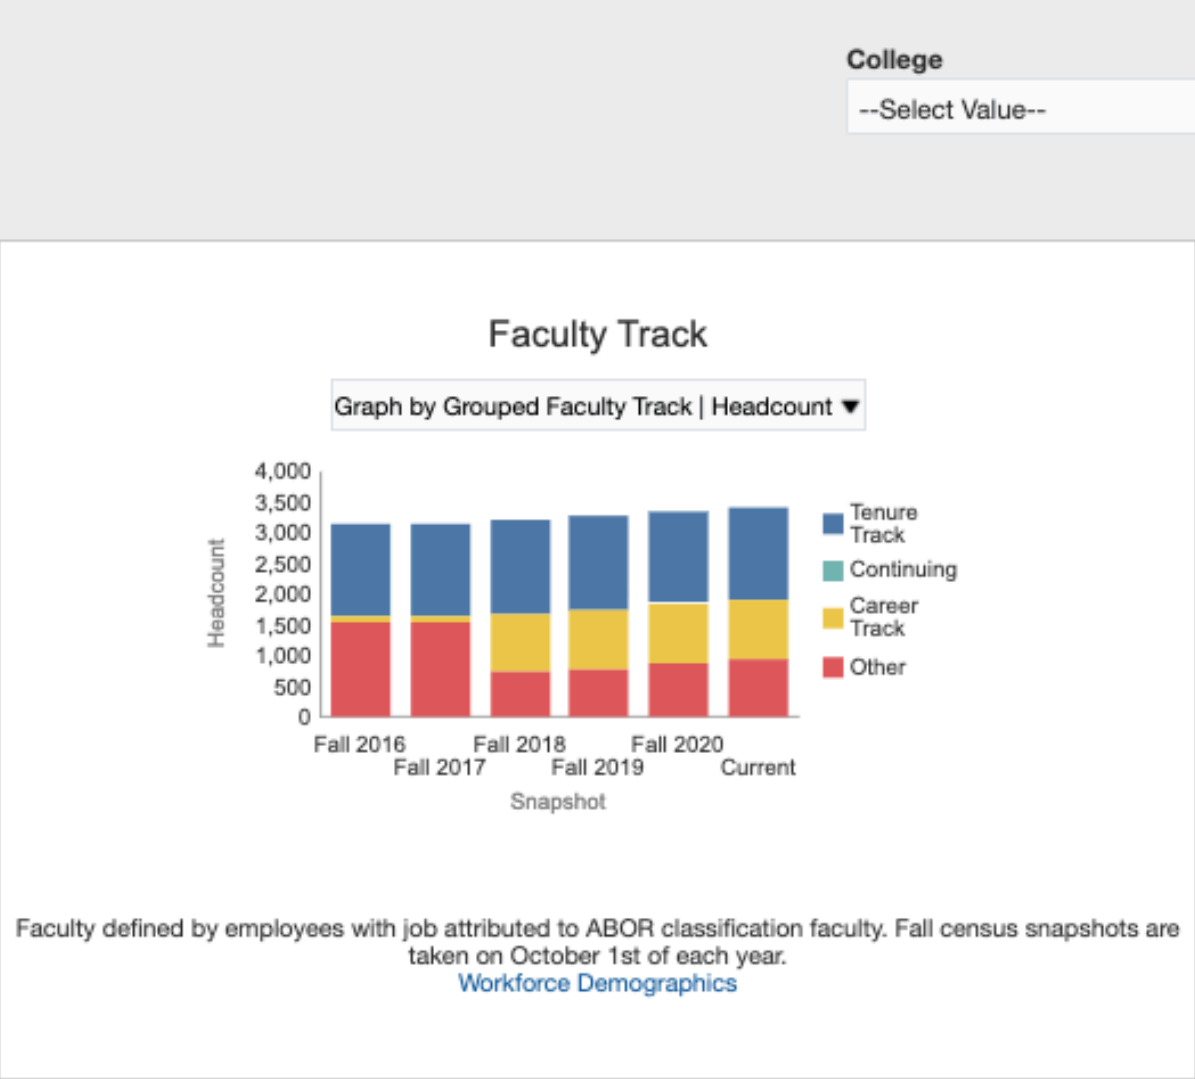 College
--Select Value--
Faculty Track
Graph by Grouped Faculty Track | Headcount ▼
4,000
3,500
3,000
2,500
2,000
1,500
1,000
500
0
Headcount
Tenure
Track
Continuing
Career
Track
Other
Fall 2016
Fall 2018
Fall 2020
Fall 2017
Fall 2019
Current
Snapshot
Faculty defined by employees with job attributed to ABOR classification faculty. Fall census snapshots are
taken on October 1st of each year.
Workforce Demographics